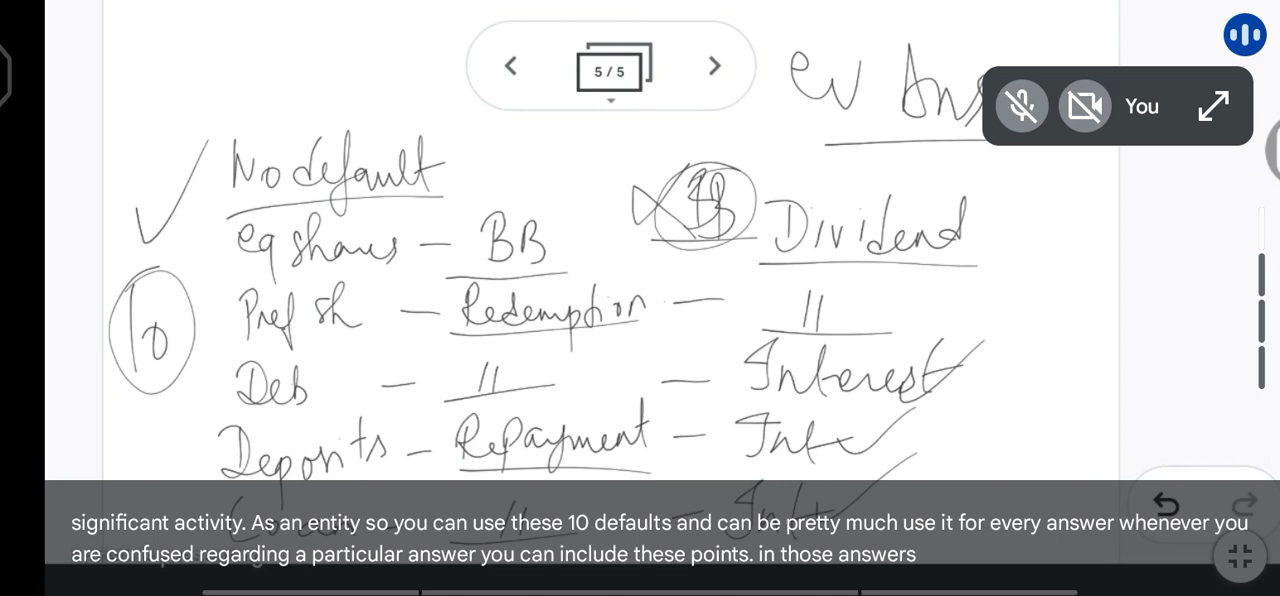 5 / 5
You
No default
eq shares – BB Dividend
Pref sh – Redemption – 11
10
Deb – 11 – Interest
Deposits – Repayment – Int
significant activity. As an entity so you can use these 10 defaults and can be pretty much use it for every answer whenever you
are confused regarding a particular answer you can include these points. in those answers